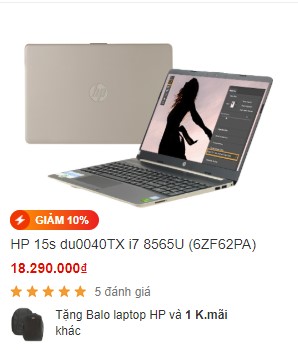 GIẢM 10%
HP 15s du0040TX i7 8565U (6ZF62PA)
18.290.000₫
5 đánh giá
Tặng Balo laptop HP và 1 K.mãi
khác